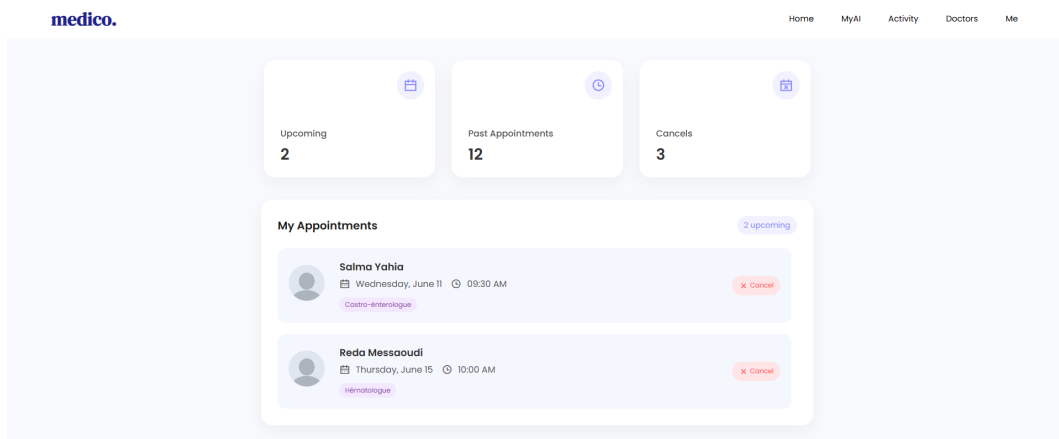 medico.
Home MyAI Activity Doctors Me
Upcoming
2
Past Appointments
12
Cancels
3
My Appointments
2 upcoming
Salma Yahia
Wednesday, June 11 09:30 AM
Castro-énterologue
Cancel
Reda Messaoudi
Thursday, June 15 10:00 AM
Hématologue
Cancel